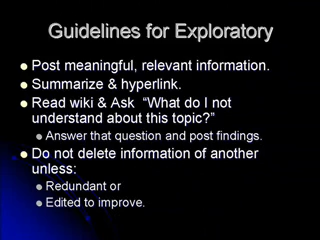 Guidelines for Exploratory
Post meaningful, relevant information.
Summarize & hyperlink.
Read wiki & Ask “What do I not
understand about this topic?”
Answer that question and post findings.
Do not delete information of another
unless:
Redundant or
Edited to improve.